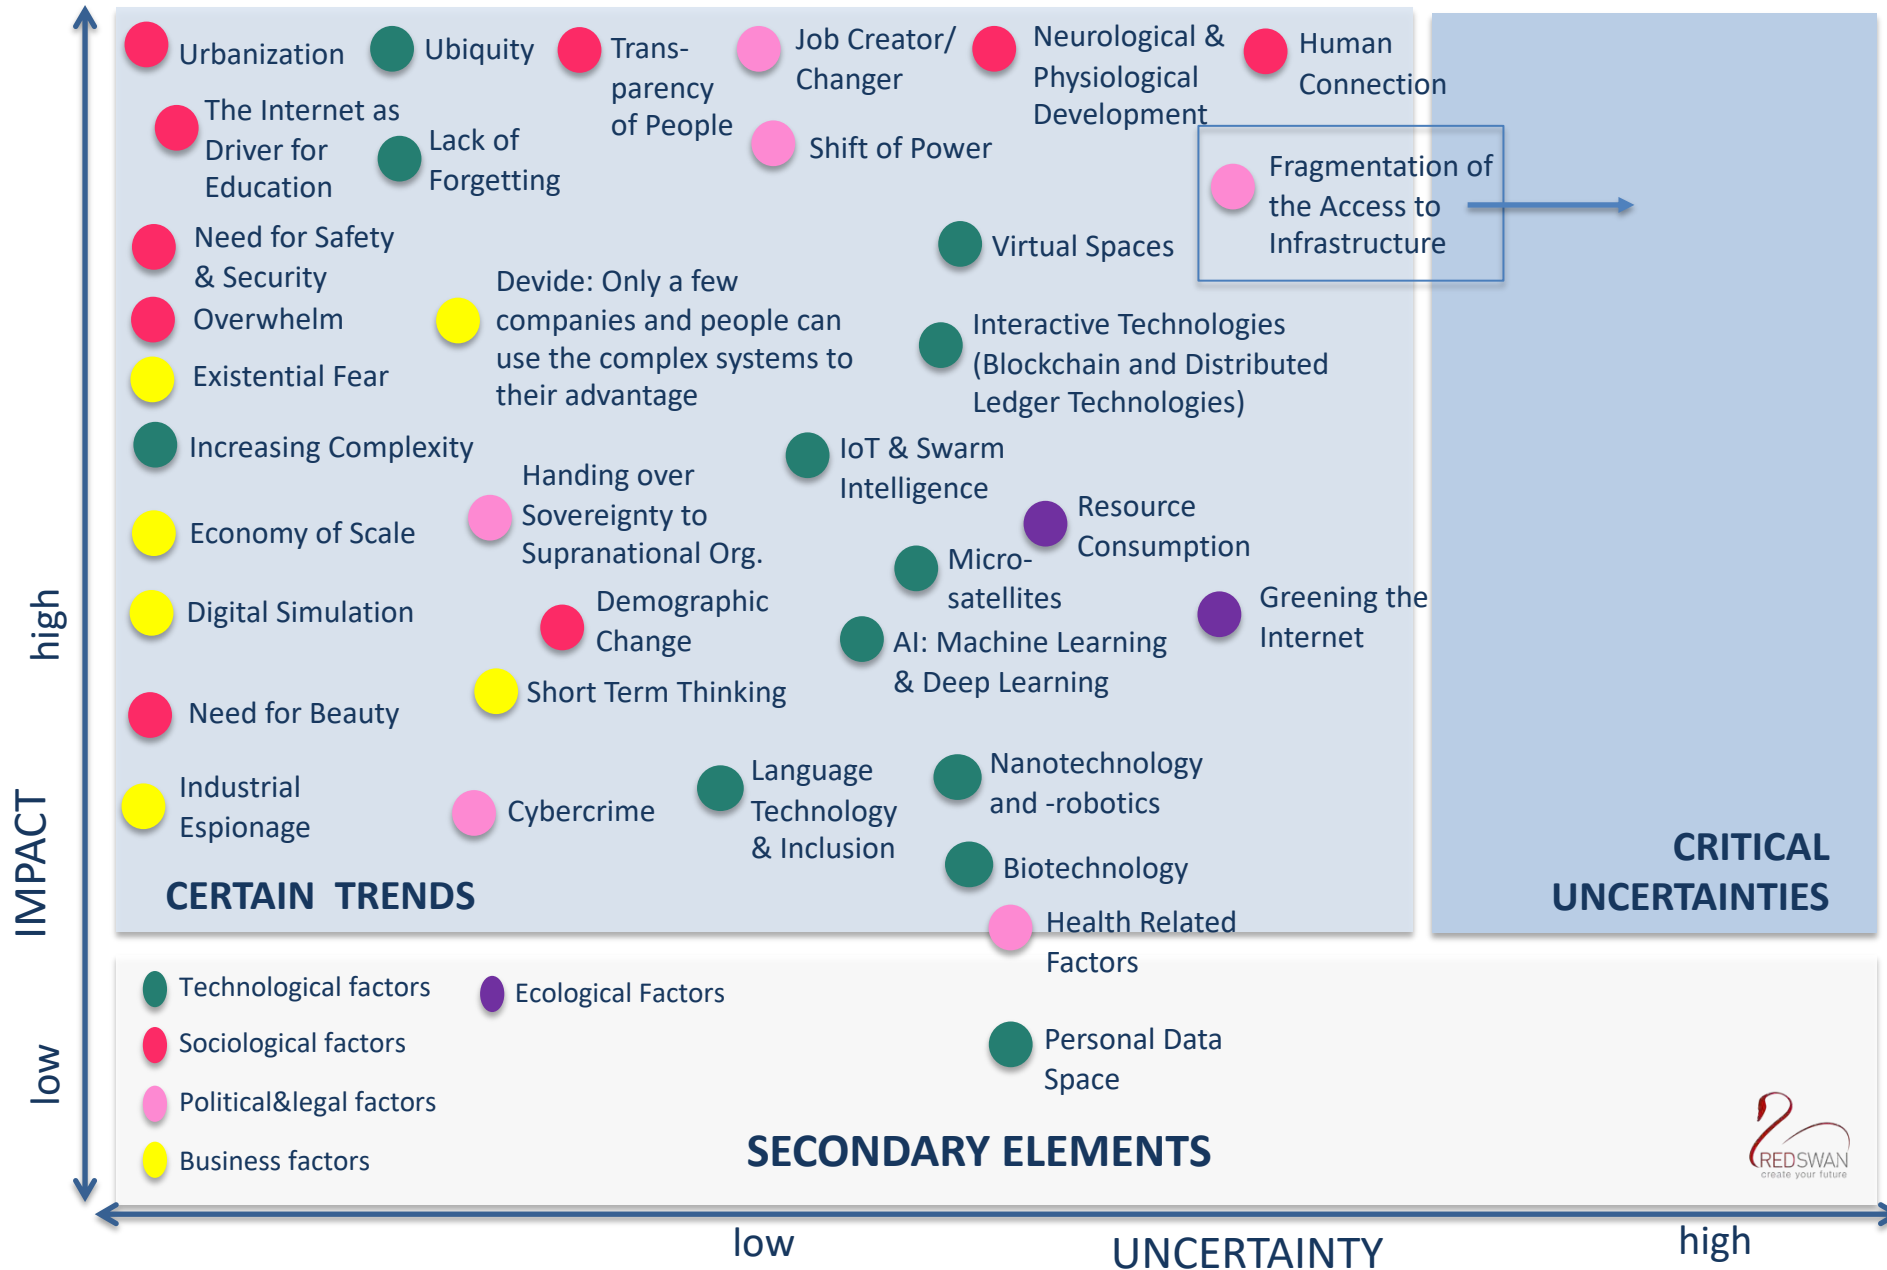 Urbanization
Ubiquity
Trans-
parency
of People
Job Creator/
Changer
Neurological &
Physiological
Development
Human
Connection
The Internet as
Driver for
Education
Lack of
Forgetting
Shift of Power
Fragmentation of
the Access to
Infrastructure
Need for Safety
& Security
Virtual Spaces
Overwhelm
Devide: Only a few
companies and people can
use the complex systems to
their advantage
Interactive Technologies
(Blockchain and Distributed
Ledger Technologies)
Existential Fear
Increasing Complexity
IoT & Swarm
Intelligence
Handing over
Sovereignty to
Supranational Org.
Resource
Consumption
Economy of Scale
Micro-
satellites
Digital Simulation
Demographic
Change
Greening the
Internet
AI: Machine Learning
& Deep Learning
Short Term Thinking
Need for Beauty
Industrial
Espionage
Cybercrime
Language
Technology
& Inclusion
Nanotechnology
and -robotics
Biotechnology
CERTAIN TRENDS
CRITICAL
UNCERTAINTIES
Health Related
Factors
Technological factors
Ecological Factors
Sociological factors
Political&legal factors
Business factors
Personal Data
Space
SECONDARY ELEMENTS
REDSWAN
create your future
high
IMPACT
low
low
UNCERTAINTY
high